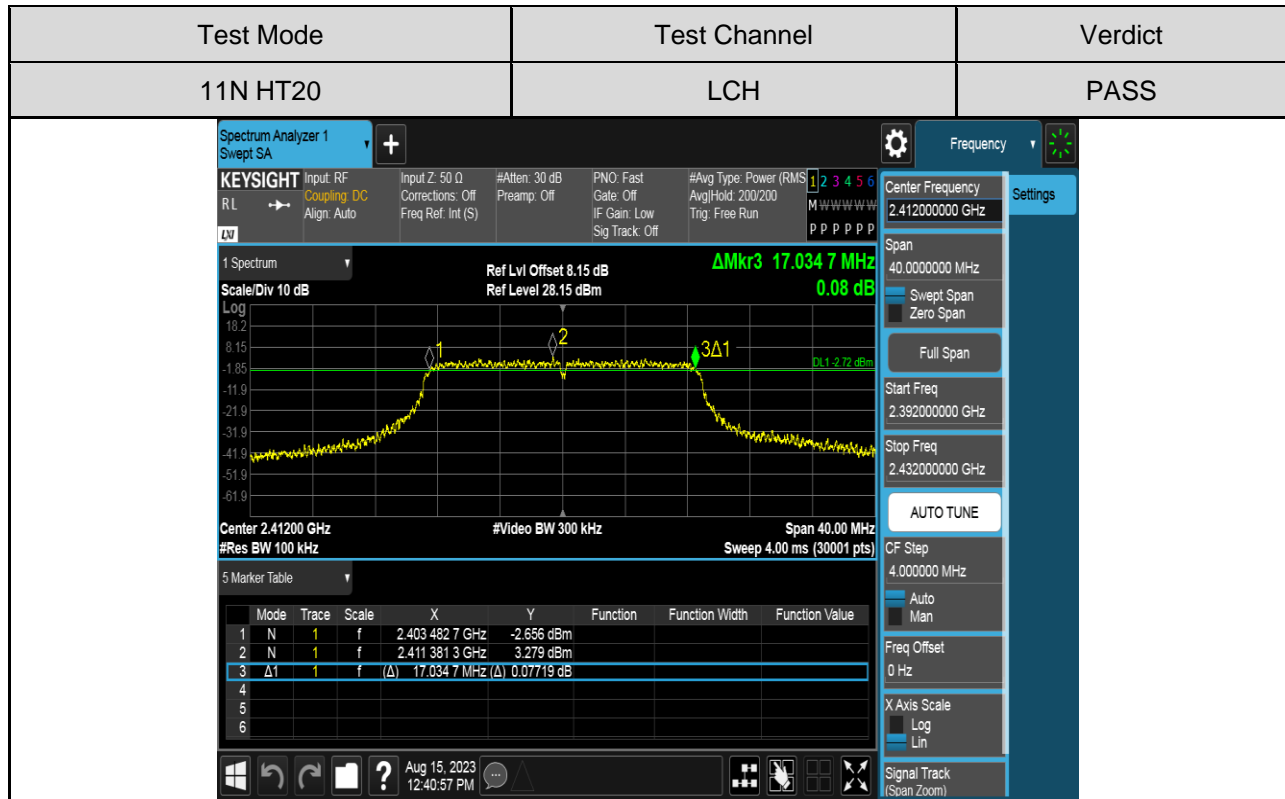 Test Mode Test Channel Verdict
11N HT20 LCH PASS
Spectrum Analyzer 1
Swept SA
+
Frequency
KEYSIGHT Input: RF Input Z: 50 Ω #Atten: 30 dB PNO: Fast #Avg Type: Power (RMS 1 2 3 4 5 6
RL Coupling: DC Corrections: Off Preamp: Off Gate: Off Avg|Hold: 200/200 M W W W W W
Align: Auto Freq Ref: Int (S) IF Gain: Low Trig: Free Run
LXI Sig Track: Off P P P P P P
1 Spectrum
Ref Lvl Offset 8.15 dB ΔMkr3 17.034 7 MHz
Scale/Div 10 dB Ref Level 28.15 dBm 0.08 dB
Log
18.2
8.15
-1.85
-11.9
-21.9
-31.9
-41.9
-51.9
-61.9
1
2
3Δ1
DL1 -2.72 dBm
Center 2.41200 GHz #Video BW 300 kHz Span 40.00 MHz
#Res BW 100 kHz Sweep 4.00 ms (30001 pts)
5 Marker Table
Mode Trace Scale X Y Function Function Width Function Value
1 N 1 f 2.403 482 7 GHz -2.656 dBm
2 N 1 f 2.411 381 3 GHz 3.279 dBm
3 Δ1 1 f (Δ) 17.034 7 MHz (Δ) 0.07719 dB
4
5
6
?
Aug 15, 2023
12:40:57 PM
Center Frequency
2.412000000 GHz
Settings
Span
40.0000000 MHz
Swept Span
Zero Span
Full Span
Start Freq
2.392000000 GHz
Stop Freq
2.432000000 GHz
AUTO TUNE
CF Step
4.000000 MHz
Auto
Man
Freq Offset
0 Hz
X Axis Scale
Log
Lin
Signal Track
(Span Zoom)